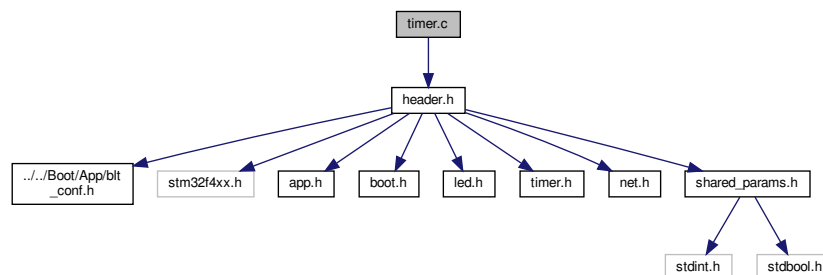 timer.c
header.h
../../Boot/App/blt
_conf.h
stm32f4xx.h
app.h
boot.h
led.h
timer.h
net.h
shared_params.h
stdint.h
stdbool.h